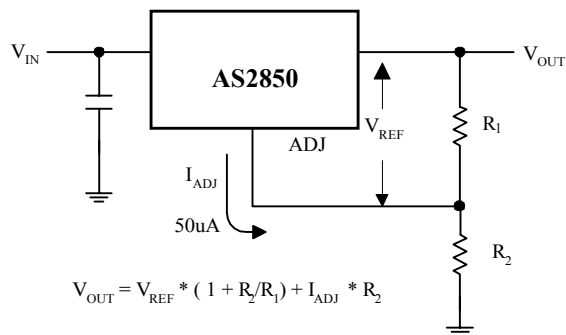 V_IN
AS2850
V_OUT
ADJ
V_REF
R_1
I_ADJ
50uA
R_2
V_OUT = V_REF * ( 1 + R_2/R_1) + I_ADJ * R_2